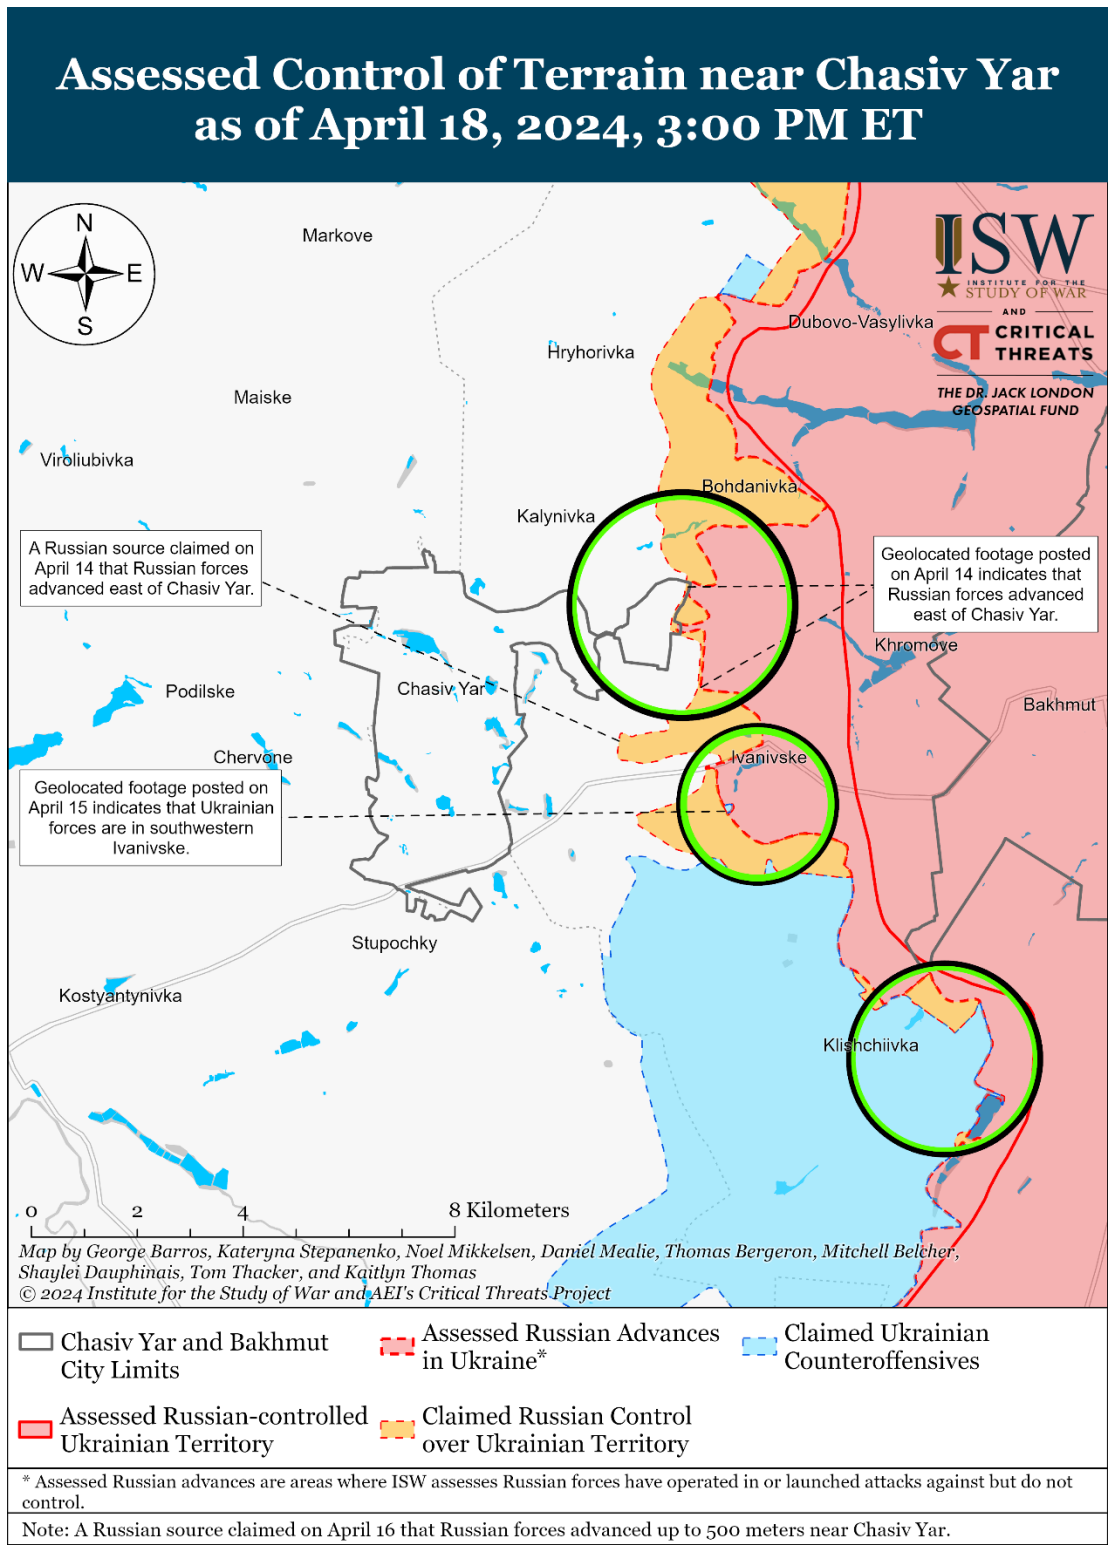 Assessed Control of Terrain near Chasiv Yar
as of April 18, 2024, 3:00 PM ET
N
W
E
S
ISW
INSTITUTE FOR THE
STUDY OF WAR
AND
CT CRITICAL
THREATS
THE DR. JACK LONDON
GEOSPATIAL FUND
Markove
Dubovo-Vasylivka
Hryhorivka
Maiske
Viroliubivka
Bohdanivka
Kalynivka
A Russian source claimed on
April 14 that Russian forces
advanced east of Chasiv Yar.
Geolocated footage posted
on April 14 indicates that
Russian forces advanced
east of Chasiv Yar.
Khromove
Podilske
Chasiv Yar
Bakhmut
Chervone
Ivanivske
Geolocated footage posted on
April 15 indicates that Ukrainian
forces are in southwestern
Ivanivske.
Stupochky
Kostyantynivka
Klishchiivka
0 2 4 8 Kilometers
Map by George Barros, Kateryna Stepanenko, Noel Mikkelsen, Daniel Mealie, Thomas Bergeron, Mitchell Belcher,
Shaylei Dauphinais, Tom Thacker, and Kaitlyn Thomas
© 2024 Institute for the Study of War and AEI's Critical Threats Project
Chasiv Yar and Bakhmut
City Limits
Assessed Russian Advances
in Ukraine*
Claimed Ukrainian
Counteroffensives
Assessed Russian-controlled
Ukrainian Territory
Claimed Russian Control
over Ukrainian Territory
* Assessed Russian advances are areas where ISW assesses Russian forces have operated in or launched attacks against but do not
control.
Note: A Russian source claimed on April 16 that Russian forces advanced up to 500 meters near Chasiv Yar.